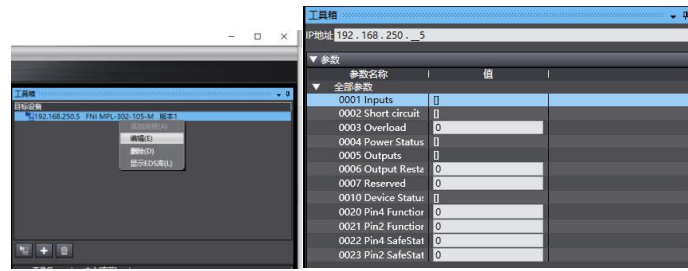 工具箱
目标设备
192.168.250.5 FNI MPL-302-105-M 版本1
编辑(E)
删除(D)
显示EDS库(L)
工具箱
IP地址 192 . 168 . 250 . __5
▼ 参数
参数名称 值
▼ 全部参数
0001 Inputs []
0002 Short circuit []
0003 Overload 0
0004 Power Status []
0005 Outputs []
0006 Output Resta 0
0007 Reserved 0
0010 Device Status []
0020 Pin4 Function 0
0021 Pin2 Function 0
0022 Pin4 SafeStat 0
0023 Pin2 SafeStat 0